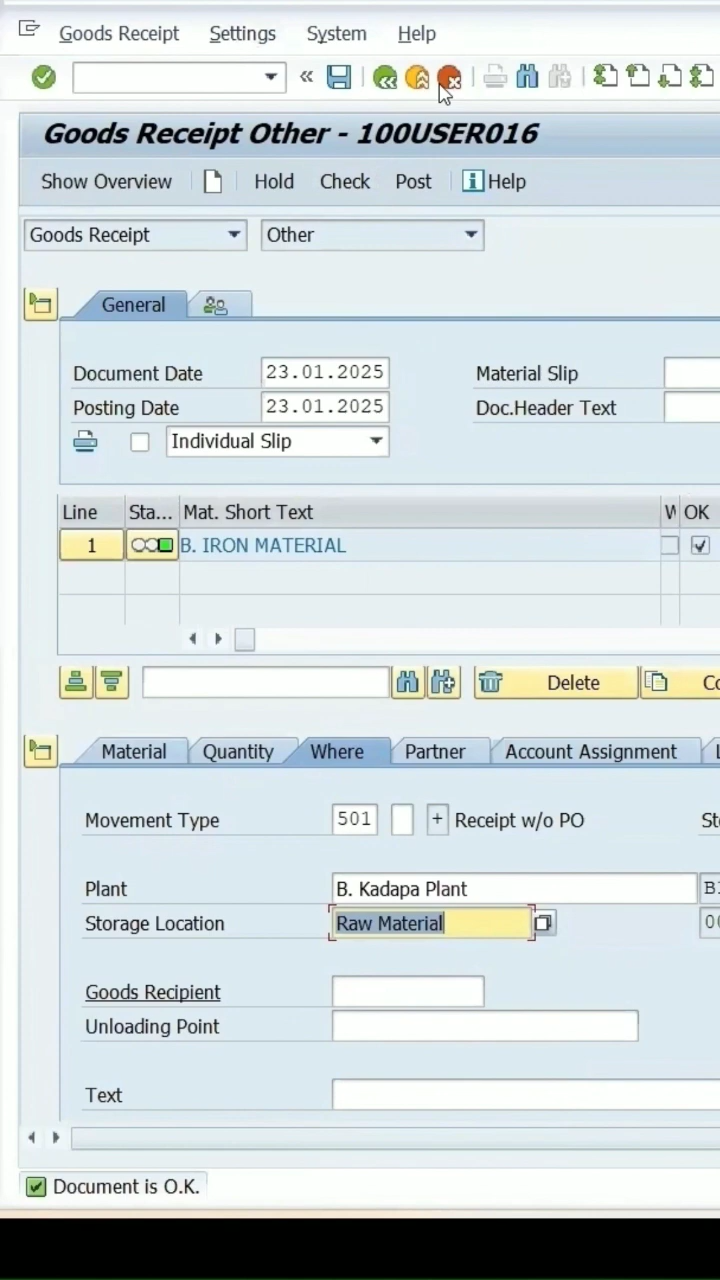 Goods Receipt Settings System Help
Goods Receipt Other - 100USER016
Show Overview Hold Check Post Help
Goods Receipt Other
General
Document Date 23.01.2025 Material Slip
Posting Date 23.01.2025 Doc.Header Text
Individual Slip
Line Sta... Mat. Short Text OK
1 B. IRON MATERIAL
Delete
Material Quantity Where Partner Account Assignment
Movement Type 501 + Receipt w/o PO
Plant B. Kadapa Plant
Storage Location Raw Material
Goods Recipient
Unloading Point
Text
Document is O.K.